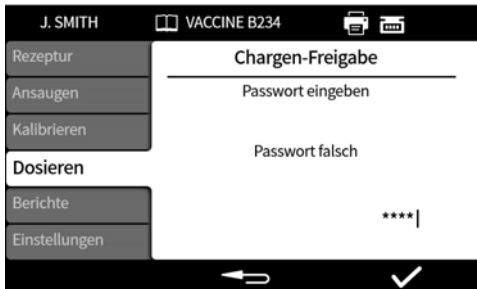 J. SMITH
VACCINE B234
Rezeptur
Ansaugen
Kalibrieren
Dosieren
Berichte
Einstellungen
Chargen-Freigabe
Passwort eingeben
Passwort falsch
****